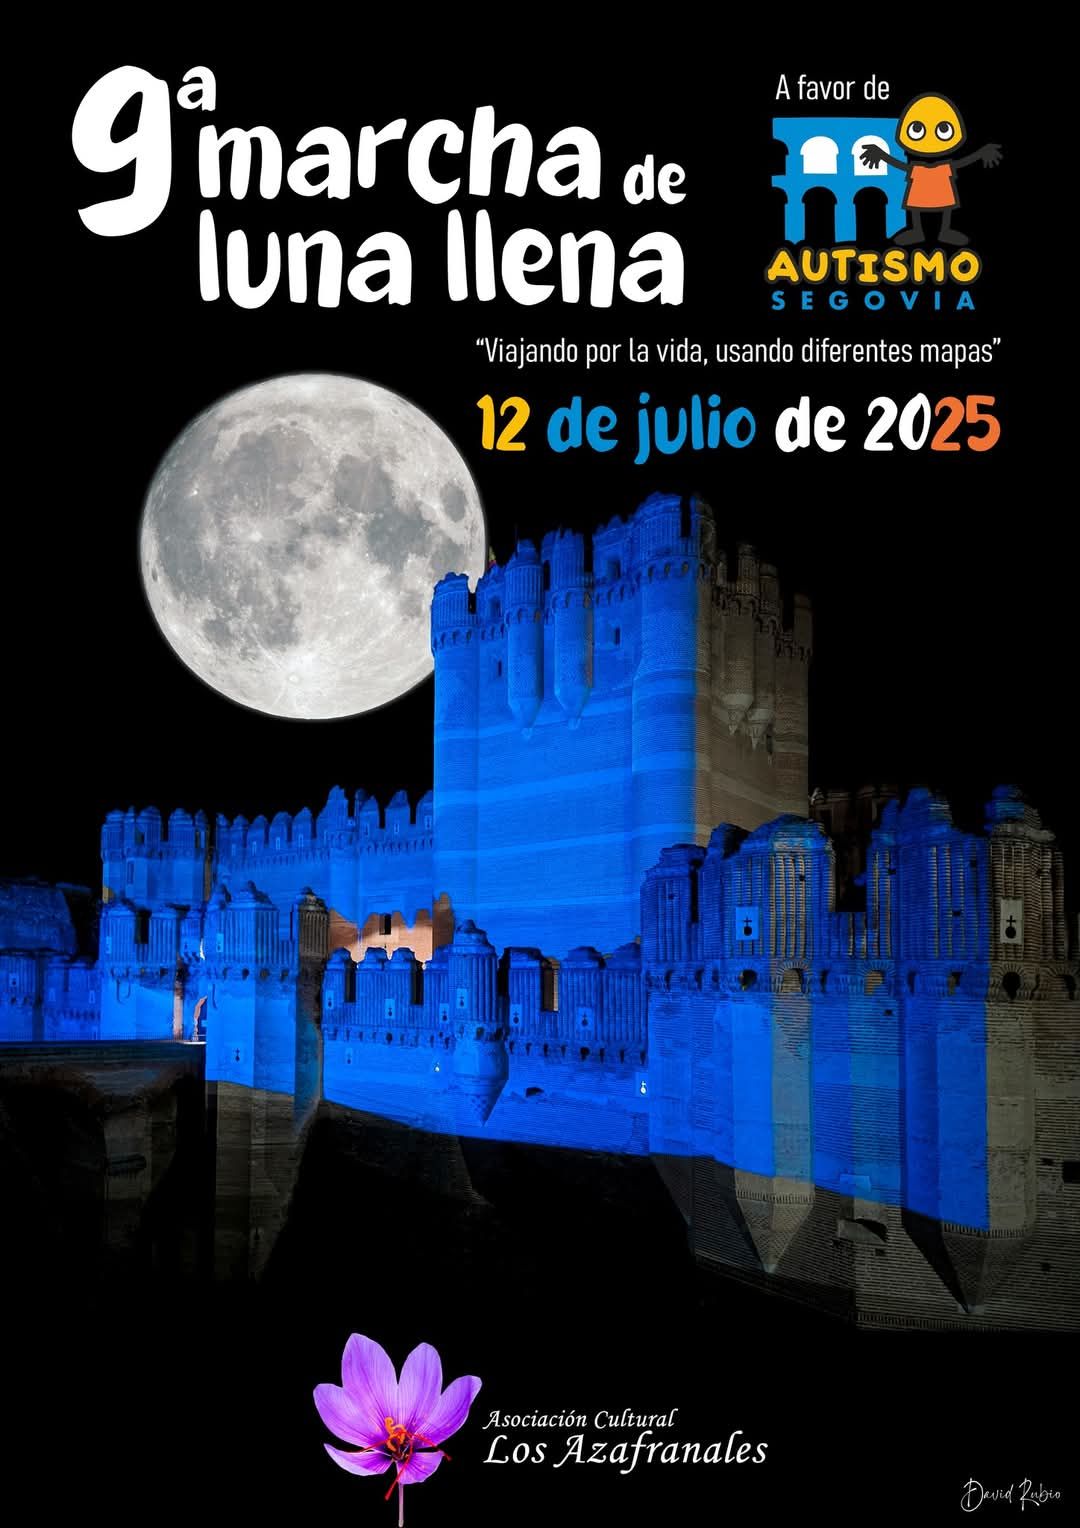 9ª marcha de
luna llena
A favor de
AUTISMO
SEGOVIA
“Viajando por la vida, usando diferentes mapas”
12 de julio de 2025
Asociación Cultural
Los Azafranales
David Rubio